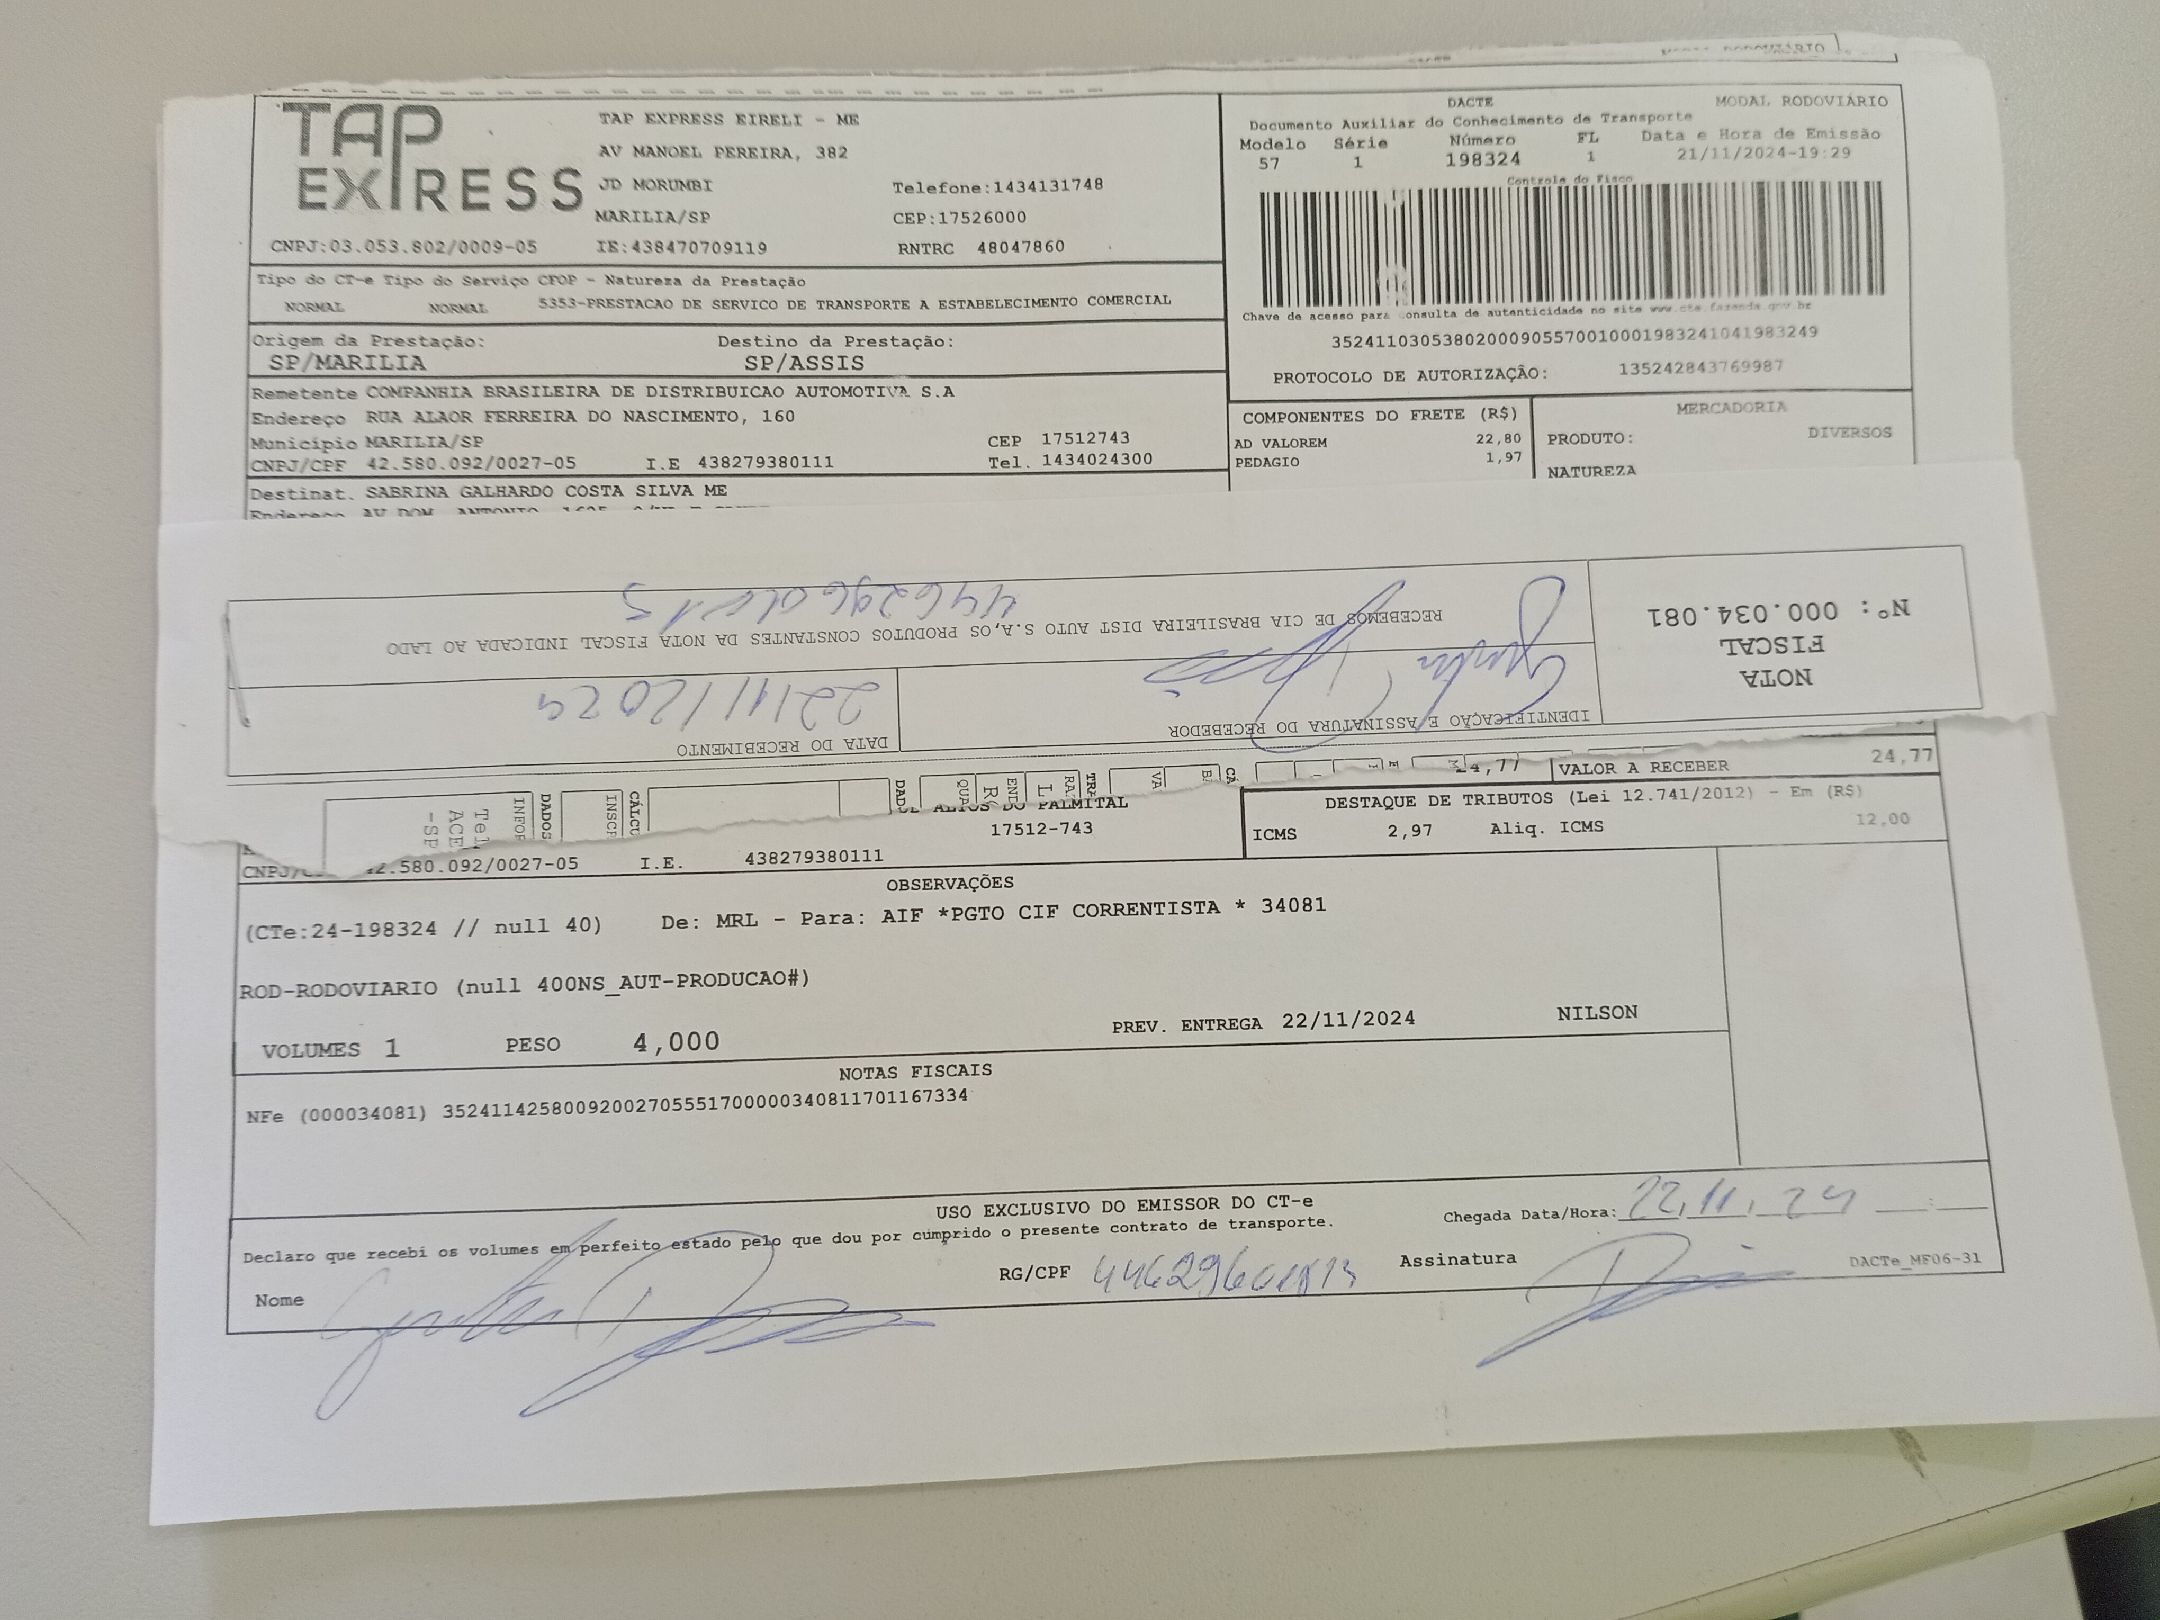 TAP EXPRESS
TAP EXPRESS EIRELI - ME
AV MANOEL PEREIRA, 382
JD MORUMBI Telefone:1434131748
MARILIA/SP CEP:17526000
CNPJ:03.053.802/0009-05 IE:438470709119 RNTRC 48047860
DACTE MODAL RODOVIÁRIO
Documento Auxiliar do Conhecimento de Transporte
Modelo Série Número FL Data e Hora de Emissão
57 1 198324 1 21/11/2024-19:29
Controle do Fisco
Chave de acesso para consulta de autenticidade no site www.cte.fazenda.gov.br
35241103053802000905570010001983241041983249
PROTOCOLO DE AUTORIZAÇÃO: 135242843769987
Tipo do CT-e Tipo do Serviço CFOP - Natureza da Prestação
NORMAL NORMAL 5353-PRESTACAO DE SERVICO DE TRANSPORTE A ESTABELECIMENTO COMERCIAL
Origem da Prestação: Destino da Prestação:
SP/MARILIA SP/ASSIS
Remetente COMPANHIA BRASILEIRA DE DISTRIBUICAO AUTOMOTIVA S.A
Endereço RUA ALAOR FERREIRA DO NASCIMENTO, 160
Município MARILIA/SP CEP 17512743
CNPJ/CPF 42.580.092/0027-05 I.E 438279380111 Tel. 1434024300
Destinat. SABRINA GALHARDO COSTA SILVA ME
Endereço AV DOM ANTONIO
COMPONENTES DO FRETE (R$)
AD VALOREM 22,80
PEDAGIO 1,97
MERCADORIA
PRODUTO: DIVERSOS
NATUREZA
NOTA
FISCAL
Nº: 000.034.081
IDENTIFICAÇÃO E ASSINATURA DO RECEBEDOR
DATA DO RECEBIMENTO
22/11/2024
RECEBEMOS DE CIA BRASILEIRA DIST AUTO S.A,OS PRODUTOS CONSTANTES DA NOTA FISCAL INDICADA AO LADO
24,77 VALOR A RECEBER 24,77
PALMITAL
17512-743
DESTAQUE DE TRIBUTOS (Lei 12.741/2012) - Em (R$)
ICMS 2,97 Aliq. ICMS 12,00
42.580.092/0027-05 I.E. 438279380111
OBSERVAÇÕES
(CTe:24-198324 // null 40) De: MRL - Para: AIF *PGTO CIF CORRENTISTA * 34081
ROD-RODOVIARIO (null 400NS_AUT-PRODUCAO#)
VOLUMES 1 PESO 4,000 PREV. ENTREGA 22/11/2024 NILSON
NOTAS FISCAIS
NFe (000034081) 35241142580092002705551700000340811701167334
USO EXCLUSIVO DO EMISSOR DO CT-e
Declaro que recebi os volumes em perfeito estado pelo que dou por cumprido o presente contrato de transporte.
Chegada Data/Hora: 22,11,24
Nome RG/CPF Assinatura
DACTe_MF06-31